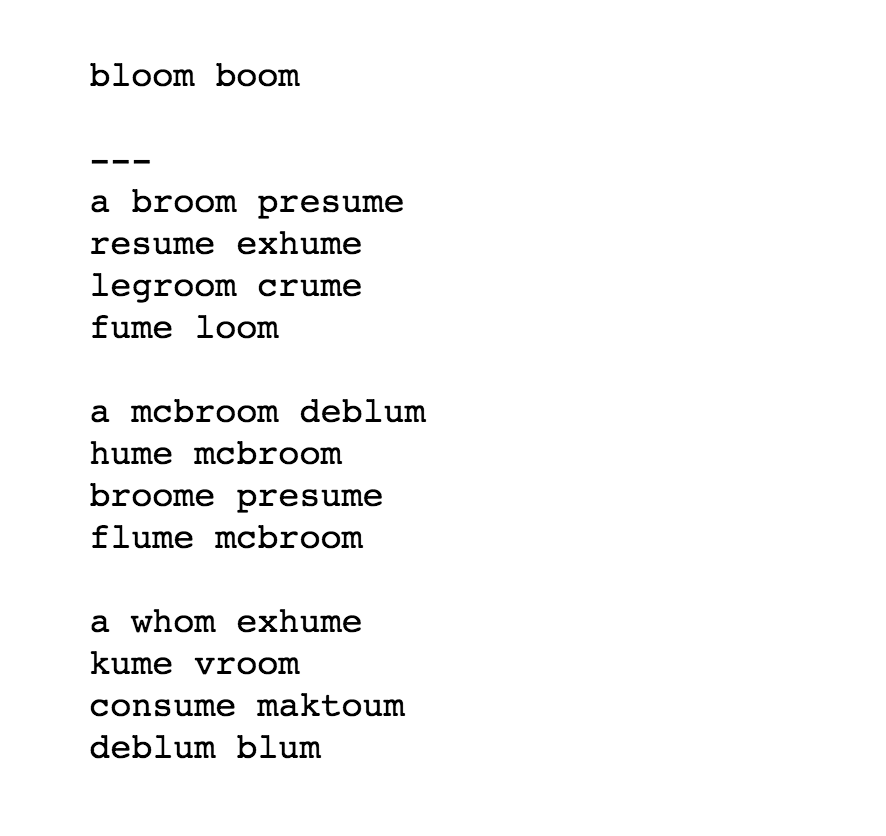 bloom boom
---
a broom presume
resume exhume
legroom crume
fume loom
a mcbroom deblum
hume mcbroom
broome presume
flume mcbroom
a whom exhume
kume vroom
consume maktoum
deblum blum